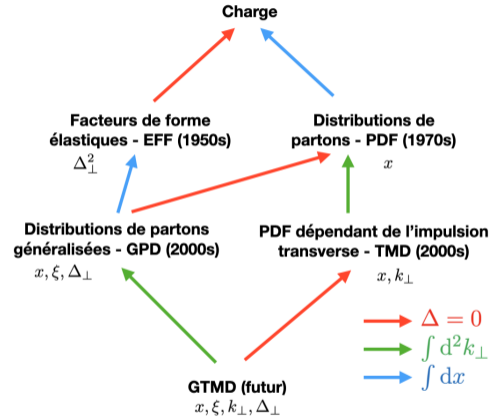 Charge
Facteurs de forme
élastiques - EFF (1950s)
Δ²⊥
Distributions de
partons - PDF (1970s)
x
Distributions de partons
généralisées - GPD (2000s)
x, ξ, Δ⊥
PDF dépendant de l’impulsion
transverse - TMD (2000s)
x, k⊥
Δ = 0
∫ d²k⊥
∫ dx
GTMD (futur)
x, ξ, k⊥, Δ⊥